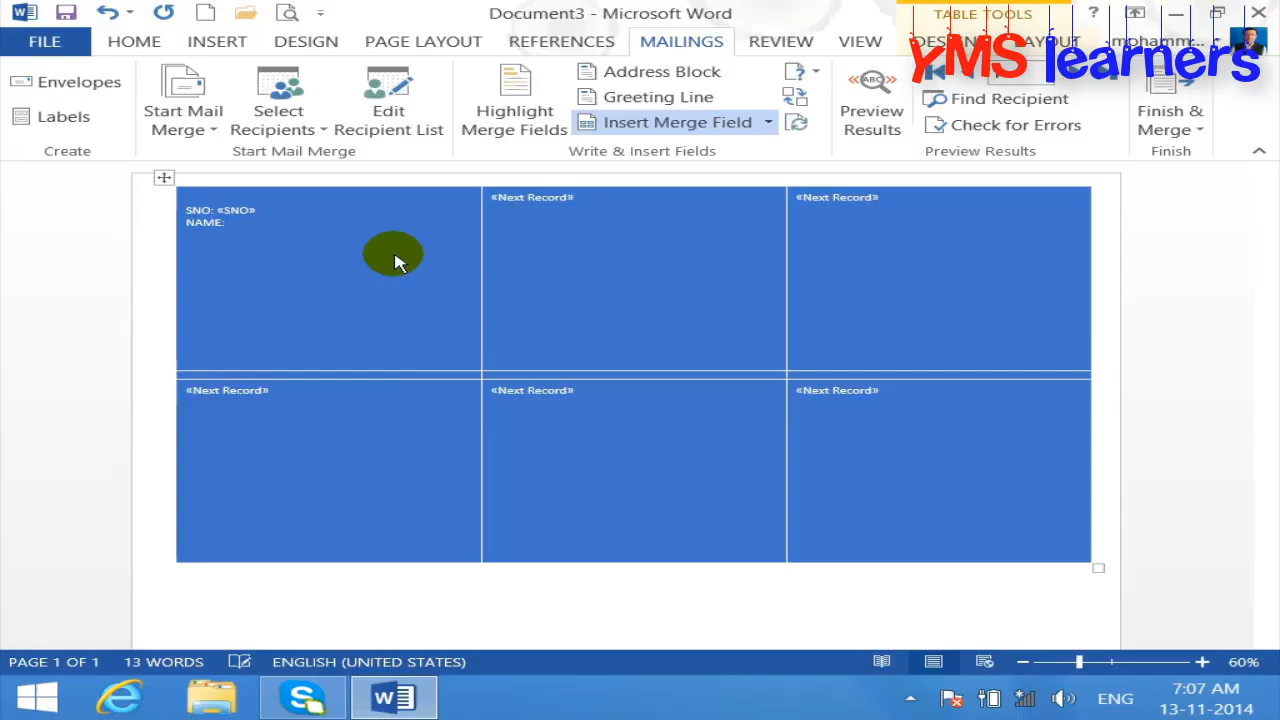 Document3 - Microsoft Word
TABLE TOOLS
FILE
HOME
INSERT
DESIGN
PAGE LAYOUT
REFERENCES
MAILINGS
REVIEW
VIEW
mohamm...
YMS learners
Envelopes
Labels
Create
Start Mail
Merge
Select
Recipients
Edit
Recipient List
Start Mail Merge
Highlight
Merge Fields
Address Block
Greeting Line
Insert Merge Field
Write & Insert Fields
ABC
Preview
Results
Find Recipient
Check for Errors
Preview Results
Finish &
Merge
Finish
SNO: «SNO»
NAME:
«Next Record»
«Next Record»
«Next Record»
«Next Record»
«Next Record»
PAGE 1 OF 1
13 WORDS
ENGLISH (UNITED STATES)
60%
ENG
7:07 AM
13-11-2014